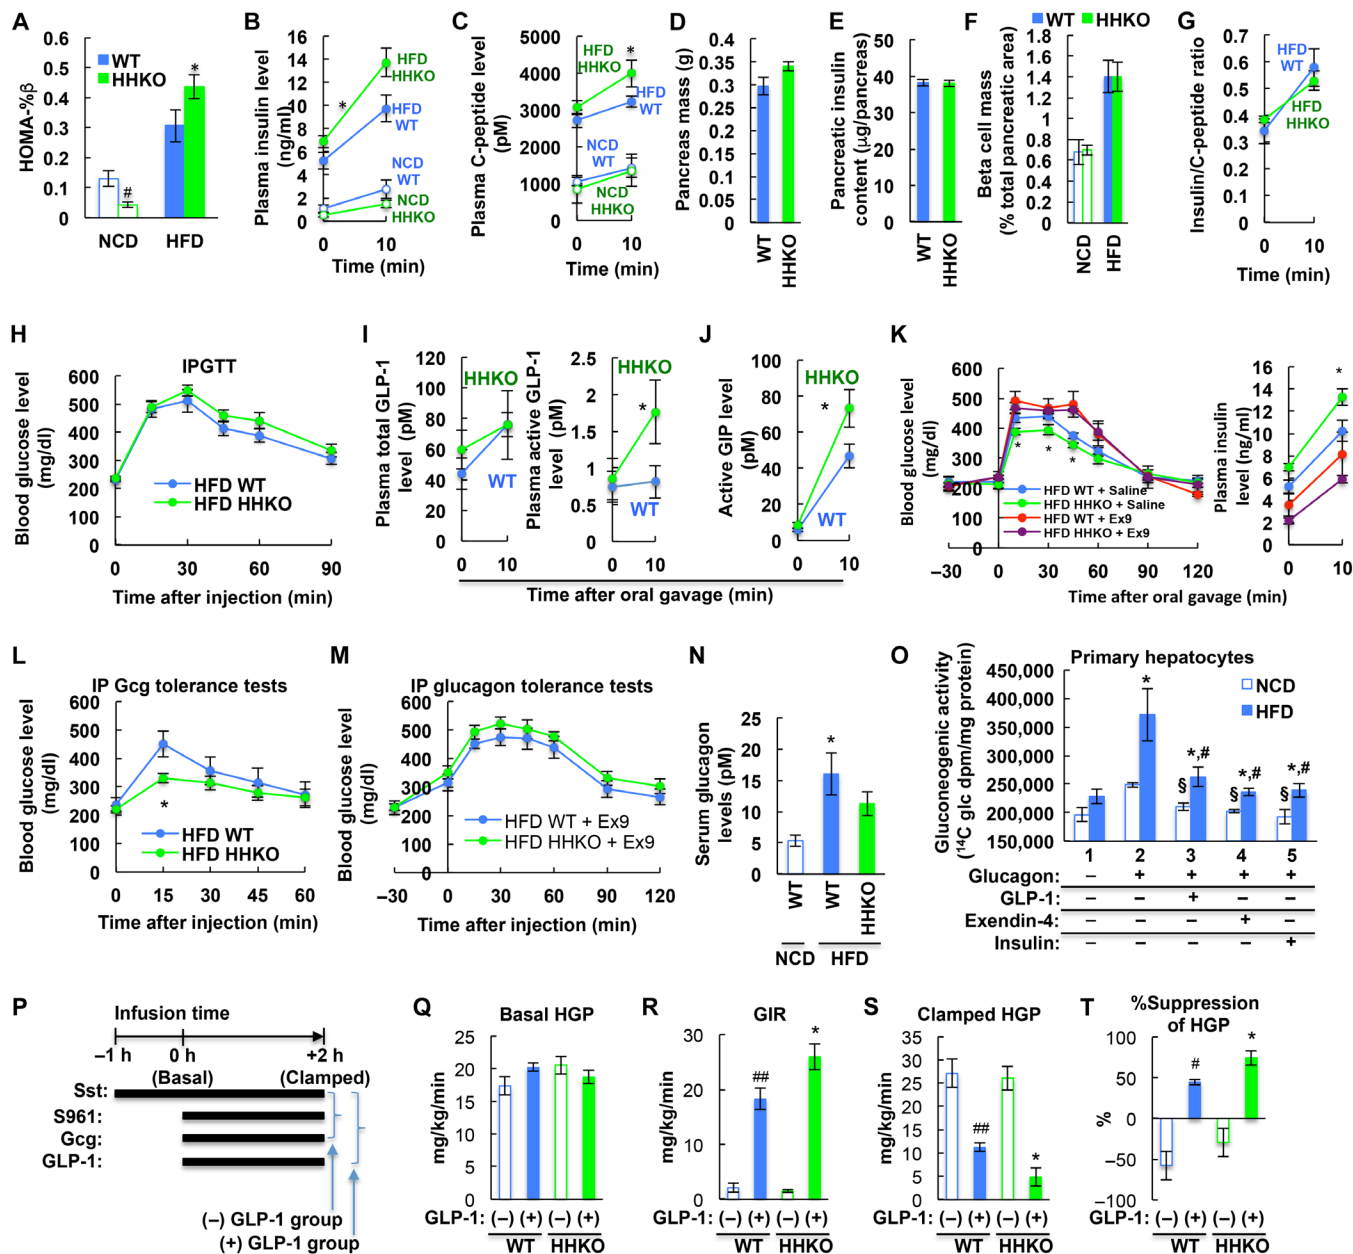 A
HOMA-%β
0.6
0.5
0.4
0.3
0.2
0.1
0
WT
HHKO
*
#
NCD
HFD
B
Plasma insulin level
(ng/ml)
16
14
12
10
8
6
4
2
0
HFD
HHKO
*
HFD
WT
NCD
WT
NCD
HHKO
0
10
Time (min)
C
Plasma C-peptide level
(pM)
5000
4000
3000
2000
1000
0
HFD
HHKO
*
HFD
WT
NCD
WT
NCD
HHKO
0
10
Time (min)
D
Pancreas mass (g)
0.4
0.35
0.3
0.25
0.2
0.15
0.1
0.05
0
WT
HHKO
E
Pancreatic insulin
content (µg/pancreas)
50
40
30
20
10
0
WT
HHKO
F
WT
HHKO
Beta cell mass
(% total pancreatic area)
1.8
1.6
1.4
1.2
1.0
0.8
0.6
0.4
0.2
0
NCD
HFD
G
Insulin/C-peptide ratio
0.7
0.6
0.5
0.4
0.3
0.2
0.1
0
HFD
WT
HFD
HHKO
0
10
Time (min)
H
IPGTT
Blood glucose level
(mg/dl)
600
500
400
300
200
100
0
HFD WT
HFD HHKO
0
30
60
90
Time after injection (min)
I
Plasma total GLP-1
level (pM)
120
100
80
60
40
20
0
HHKO
WT
0
10
Plasma active GLP-1
level (pM)
2.5
2
1.5
1
0.5
0
HHKO
*
WT
0
10
J
Active GIP level
(pM)
100
80
60
40
20
0
HHKO
*
WT
0
10
Time after oral gavage (min)
K
Blood glucose level
(mg/dl)
600
500
400
300
200
100
0
* * *
HFD WT + Saline
HFD HHKO + Saline
HFD WT + Ex9
HFD HHKO + Ex9
−30
0
30
60
90
120
Time after oral gavage (min)
Plasma insulin
level (ng/ml)
16
14
12
10
8
6
4
2
0
*
0
10
L
IP Gcg tolerance tests
Blood glucose level
(mg/dl)
600
500
400
300
200
100
0
*
HFD WT
HFD HHKO
0
15
30
45
60
Time after injection (min)
M
IP glucagon tolerance tests
Blood glucose level
(mg/dl)
600
500
400
300
200
100
0
HFD WT + Ex9
HFD HHKO + Ex9
−30
0
30
60
90
120
Time after injection (min)
N
Serum glucagon
levels (pM)
25
20
15
10
5
0
*
WT
WT
HHKO
NCD
HFD
O
Primary hepatocytes
Gluconeogenic activity
(14C glc dpm/mg protein)
450,000
400,000
350,000
300,000
250,000
200,000
150,000
NCD
HFD
*
§ *,#
§ *,#
§ *,#
1 2 3 4 5
Glucagon: – + + + +
GLP-1: – – + – –
Exendin-4: – – – + –
Insulin: – – – – +
P
Infusion time
−1 h
0 h
+2 h
(Basal)
(Clamped)
Sst:
S961:
Gcg:
GLP-1:
(–) GLP-1 group
(+) GLP-1 group
Q
Basal HGP
mg/kg/min
25
20
15
10
5
0
GLP-1: (–) (+) (–) (+)
WT
HHKO
R
GIR
mg/kg/min
30
20
10
0
##
*
GLP-1: (–) (+) (–) (+)
WT
HHKO
S
Clamped HGP
mg/kg/min
35
30
25
20
15
10
5
0
##
*
GLP-1: (–) (+) (–) (+)
WT
HHKO
T
%Suppression
of HGP
%
100
50
0
−50
−100
#
*
GLP-1: (–) (+) (–) (+)
WT
HHKO